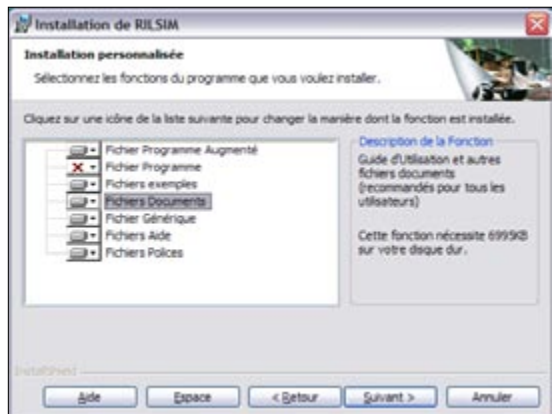 Installation de RILSIM
Installation personnalisée
Sélectionnez les fonctions du programme que vous voulez installer.
Cliquez sur une icône de la liste suivante pour changer la manière dont la fonction est installée.
Fichier Programme Augmenté
Fichier Programme
Fichiers exemples
Fichiers Documents
Fichier Générique
Fichiers Aide
Fichiers Polices
Description de la Fonction
Guide d'Utilisation et autres
fichiers documents
(recommandés pour tous les
utilisateurs)
Cette fonction nécessite 6995KB
sur votre disque dur.
InstallShield
Aide
Espace
< Retour
Suivant >
Annuler